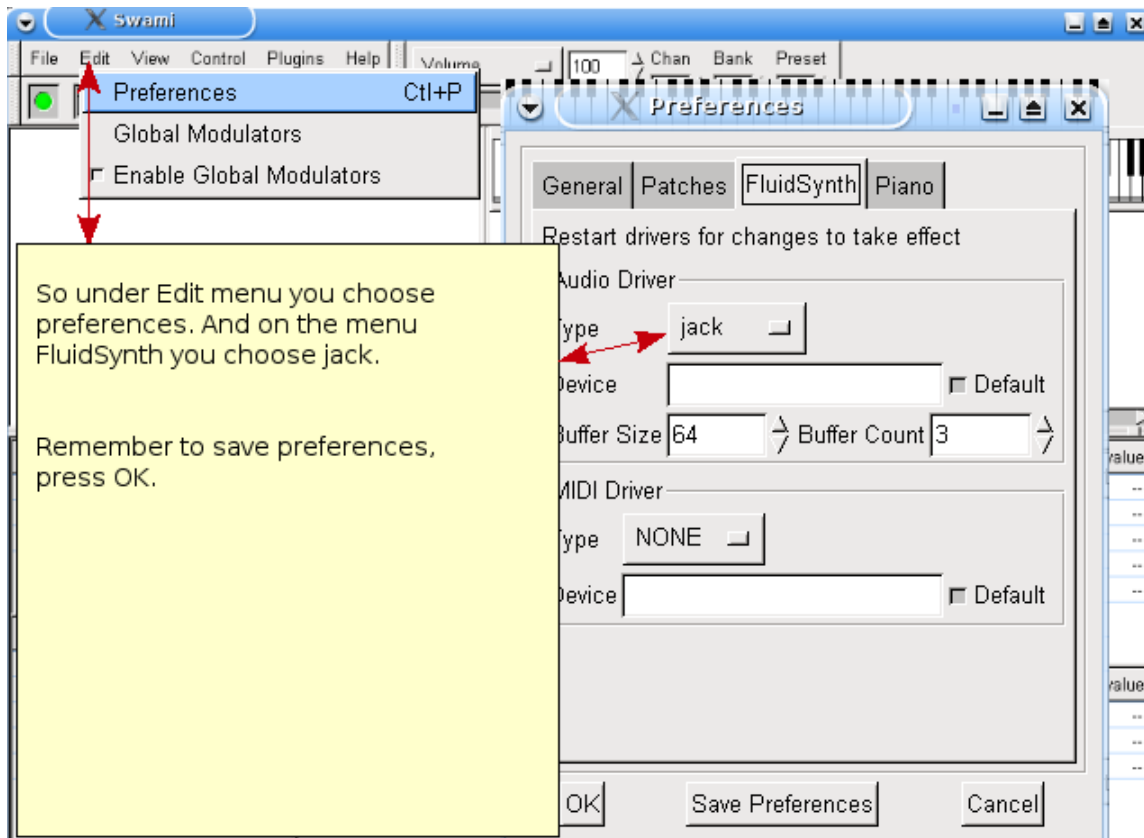 Swami
File Edit View Control Plugins Help
Volume 100 Chan Bank Preset
Preferences Ctl+P
Global Modulators
Enable Global Modulators
Preferences
General Patches FluidSynth Piano
Restart drivers for changes to take effect
Audio Driver
Type jack
Device Default
Buffer Size 64 Buffer Count 3
MIDI Driver
Type NONE
Device Default
OK Save Preferences Cancel
So under Edit menu you choose
preferences. And on the menu
FluidSynth you choose jack.
Remember to save preferences,
press OK.
value
--
--
--
--
--
value
--
--
--